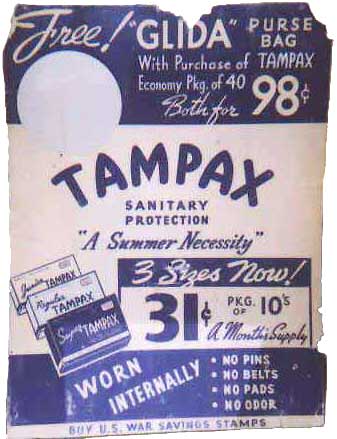 Free! "GLIDA" PURSE BAG
With Purchase of TAMPAX
Economy Pkg. of 40
Both for 98¢
TAMPAX
SANITARY
PROTECTION
"A Summer Necessity"
3 Sizes Now!
31¢ PKG. OF 10's
A Month's Supply
Junior TAMPAX
Regular TAMPAX
Super TAMPAX
WORN
INTERNALLY
• NO PINS
• NO BELTS
• NO PADS
• NO ODOR
BUY U.S. WAR SAVINGS STAMPS